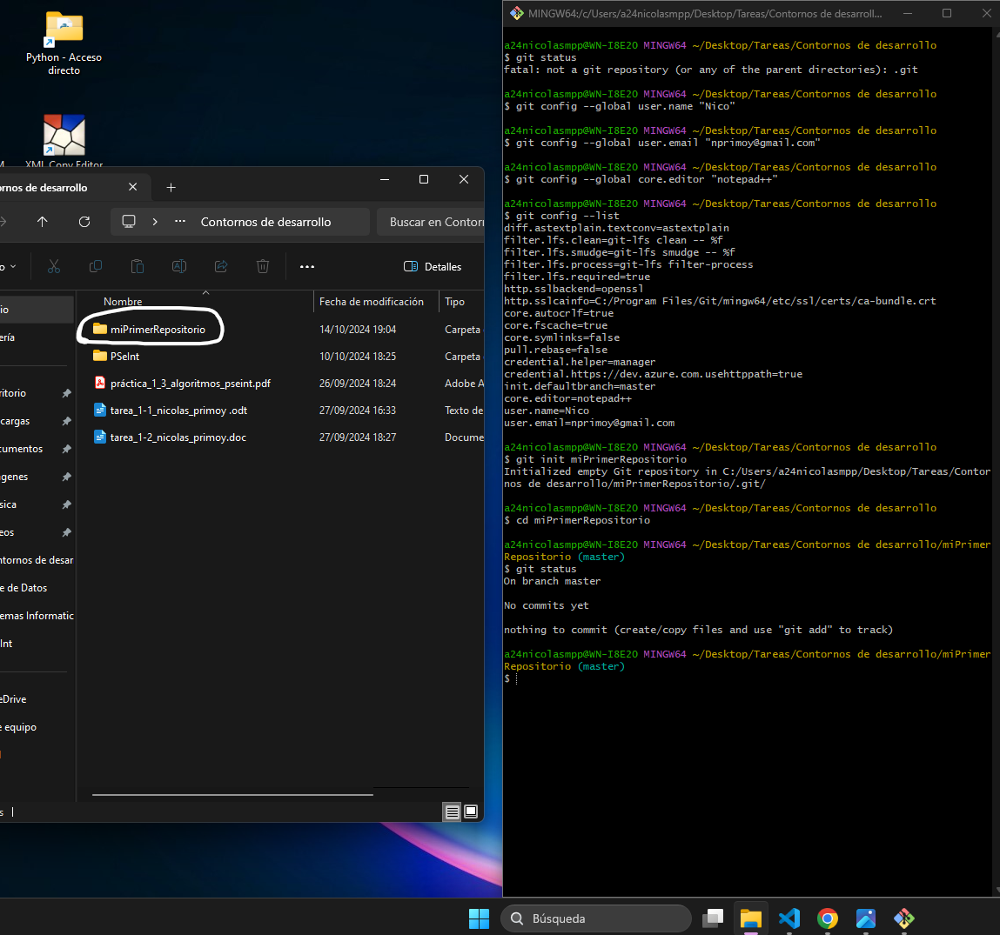 Python - Acceso
directo
XML Copy Editor
ornos de desarrollo
Contornos de desarrollo
Buscar en Contorn
Detalles
Nombre
Fecha de modificación
Tipo
miPrimerRepositorio
14/10/2024 19:04
Carpeta
PSeInt
10/10/2024 18:25
Carpeta
práctica_1_3_algoritmos_pseint.pdf
26/09/2024 18:24
Adobe A
tarea_1-1_nicolas_primoy .odt
27/09/2024 16:33
Texto de
tarea_1-2_nicolas_primoy.doc
27/09/2024 18:27
Docume
io
ería
ritorio
cargas
cumentos
ágenes
sica
eos
ntornos de desar
e de Datos
emas Informatic
Int
eDrive
e equipo
s
MINGW64:/c/Users/a24nicolasmpp/Desktop/Tareas/Contornos de desarroll...
a24nicolasmpp@WN-I8E2O MINGW64 ~/Desktop/Tareas/Contornos de desarrollo
$ git status
fatal: not a git repository (or any of the parent directories): .git
a24nicolasmpp@WN-I8E2O MINGW64 ~/Desktop/Tareas/Contornos de desarrollo
$ git config --global user.name "Nico"
a24nicolasmpp@WN-I8E2O MINGW64 ~/Desktop/Tareas/Contornos de desarrollo
$ git config --global user.email "nprimoy@gmail.com"
a24nicolasmpp@WN-I8E2O MINGW64 ~/Desktop/Tareas/Contornos de desarrollo
$ git config --global core.editor "notepad++"
a24nicolasmpp@WN-I8E2O MINGW64 ~/Desktop/Tareas/Contornos de desarrollo
$ git config --list
diff.astextplain.textconv=astextplain
filter.lfs.clean=git-lfs clean -- %f
filter.lfs.smudge=git-lfs smudge -- %f
filter.lfs.process=git-lfs filter-process
filter.lfs.required=true
http.sslbackend=openssl
http.sslcainfo=C:/Program Files/Git/mingw64/etc/ssl/certs/ca-bundle.crt
core.autocrlf=true
core.fscache=true
core.symlinks=false
pull.rebase=false
credential.helper=manager
credential.https://dev.azure.com.usehttppath=true
init.defaultbranch=master
core.editor=notepad++
user.name=Nico
user.email=nprimoy@gmail.com
a24nicolasmpp@WN-I8E2O MINGW64 ~/Desktop/Tareas/Contornos de desarrollo
$ git init miPrimerRepositorio
Initialized empty Git repository in C:/Users/a24nicolasmpp/Desktop/Tareas/Contor
nos de desarrollo/miPrimerRepositorio/.git/
a24nicolasmpp@WN-I8E2O MINGW64 ~/Desktop/Tareas/Contornos de desarrollo
$ cd miPrimerRepositorio
a24nicolasmpp@WN-I8E2O MINGW64 ~/Desktop/Tareas/Contornos de desarrollo/miPrimer
Repositorio (master)
$ git status
On branch master
No commits yet
nothing to commit (create/copy files and use "git add" to track)
a24nicolasmpp@WN-I8E2O MINGW64 ~/Desktop/Tareas/Contornos de desarrollo/miPrimer
Repositorio (master)
$
Búsqueda